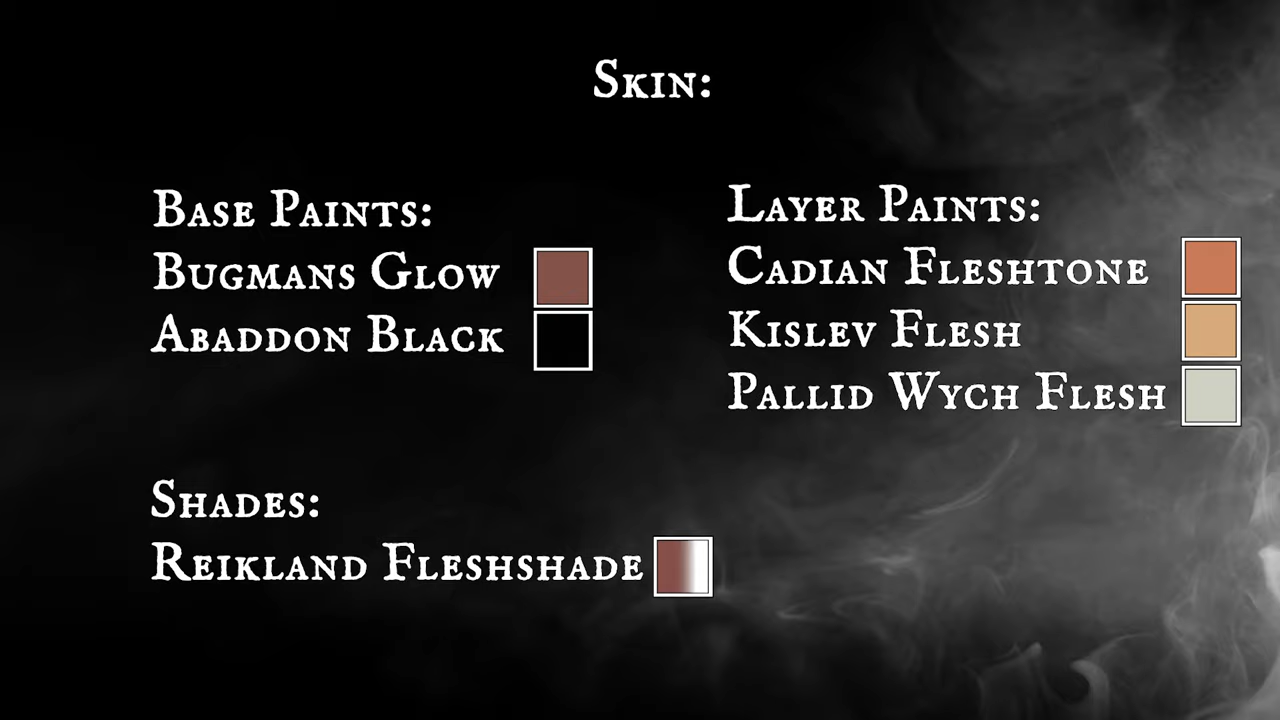 Skin:
Base Paints:
Bugmans Glow
Abaddon Black
Layer Paints:
Cadian Fleshtone
Kislev Flesh
Pallid Wych Flesh
Shades:
Reikland Fleshshade